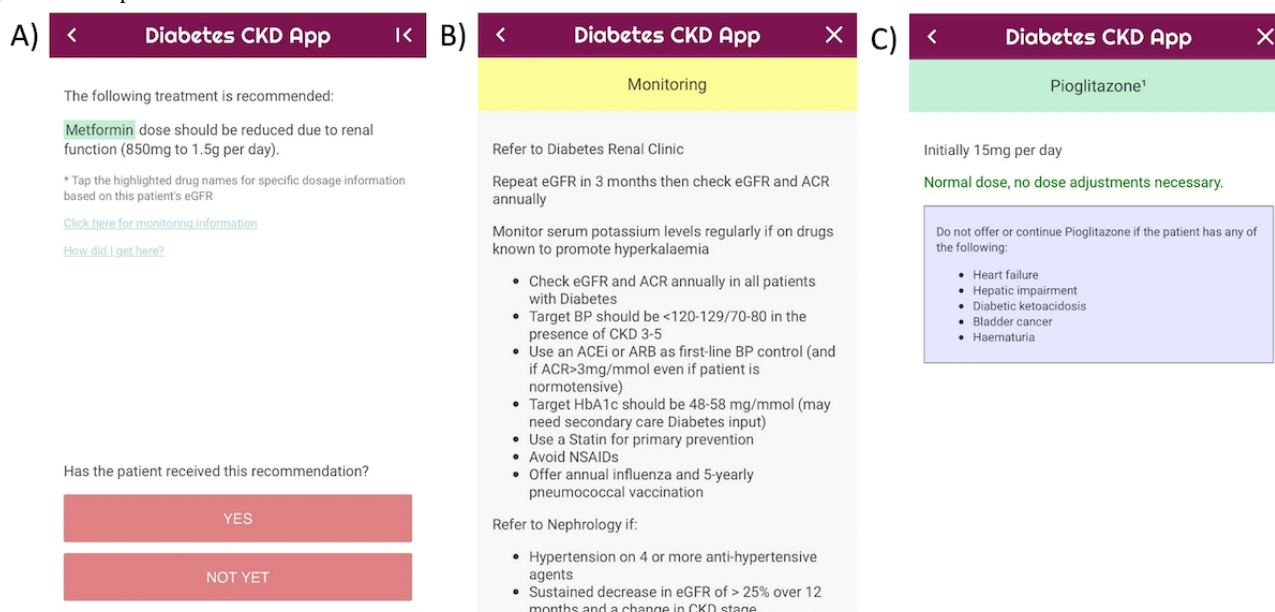 A)
Diabetes CKD App
The following treatment is recommended:
Metformin dose should be reduced due to renal
function (850mg to 1.5g per day).
* Tap the highlighted drug names for specific dosage information
based on this patient's eGFR
Click here for monitoring information
How did I get here?
Has the patient received this recommendation?
YES
NOT YET
B)
Diabetes CKD App
Monitoring
Refer to Diabetes Renal Clinic
Repeat eGFR in 3 months then check eGFR and ACR
annually
Monitor serum potassium levels regularly if on drugs
known to promote hyperkalaemia
• Check eGFR and ACR annually in all patients
with Diabetes
• Target BP should be <120-129/70-80 in the
presence of CKD 3-5
• Use an ACEi or ARB as first-line BP control (and
if ACR>3mg/mmol even if patient is
normotensive)
• Target HbA1c should be 48-58 mg/mmol (may
need secondary care Diabetes input)
• Use a Statin for primary prevention
• Avoid NSAIDs
• Offer annual influenza and 5-yearly
pneumococcal vaccination
Refer to Nephrology if:
• Hypertension on 4 or more anti-hypertensive
agents
• Sustained decrease in eGFR of > 25% over 12
months and a change in CKD stage
C)
Diabetes CKD App
Pioglitazone¹
Initially 15mg per day
Normal dose, no dose adjustments necessary.
Do not offer or continue Pioglitazone if the patient has any of
the following:
• Heart failure
• Hepatic impairment
• Diabetic ketoacidosis
• Bladder cancer
• Haematuria